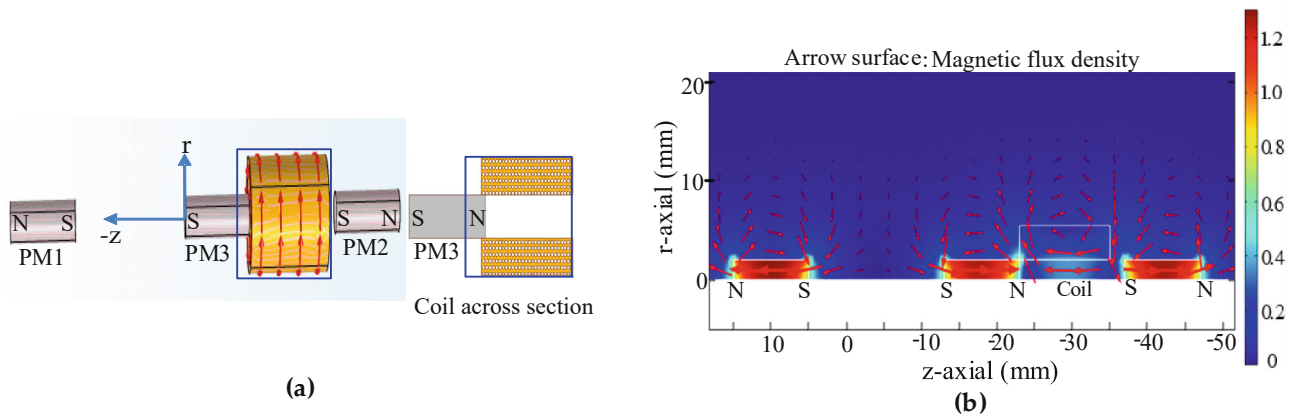 r
N S
-z
S
S N
PM1
PM3
PM2
S N
PM3
Coil across section
(a)
Arrow surface: Magnetic flux density
r-axial (mm)
20
10
0
N S S N Coil S N
10 0 -10 -20 -30 -40 -50
z-axial (mm)
1.2
1.0
0.8
0.6
0.4
0.2
0
(b)